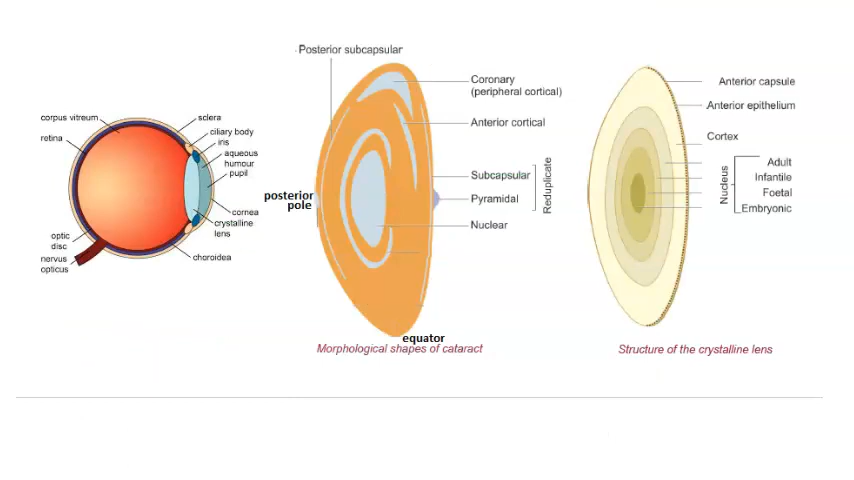 corpus vitreum
retina
optic
disc
nervus
opticus
sclera
ciliary body
iris
aqueous
humour
pupil
cornea
crystalline
lens
choroidea
Posterior subcapsular
Coronary
(peripheral cortical)
Anterior cortical
Subcapsular
Pyramidal
Reduplicate
Nuclear
posterior
pole
equator
Morphological shapes of cataract
Anterior capsule
Anterior epithelium
Cortex
Nucleus
Adult
Infantile
Foetal
Embryonic
Structure of the crystalline lens